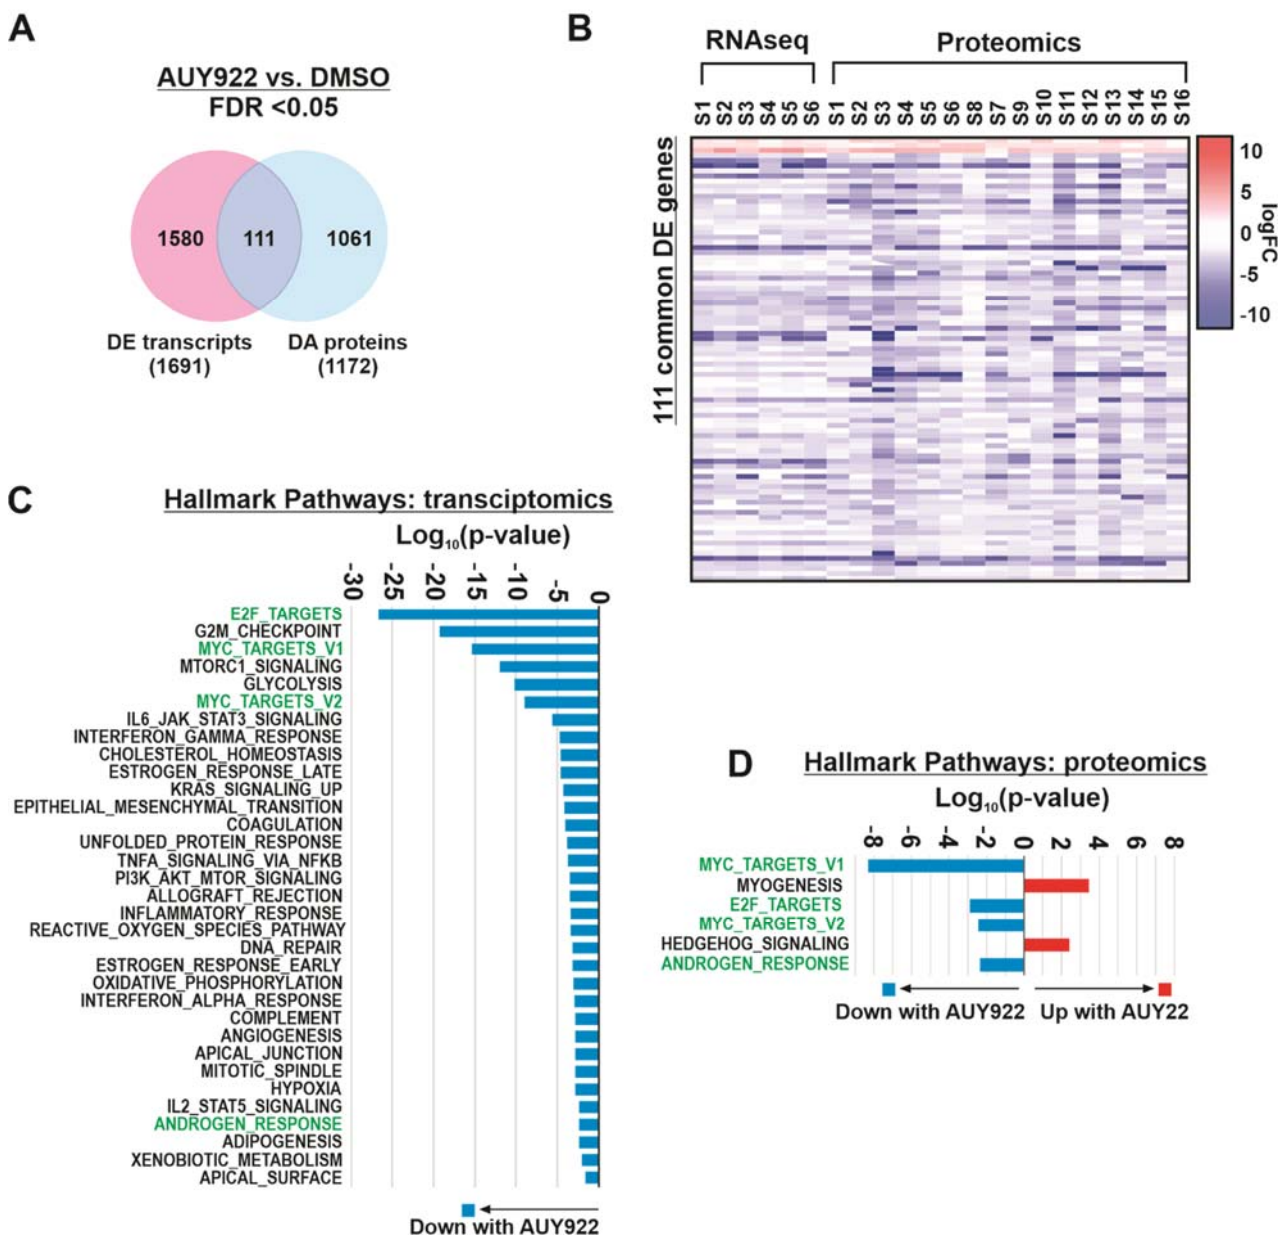 A
AUY922 vs. DMSO
FDR <0.05
1580
111
1061
DE transcripts
(1691)
DA proteins
(1172)
B
RNAseq
Proteomics
S1 S2 S3 S4 S5 S6 S1 S2 S3 S4 S5 S6 S8 S7 S9 S10 S11 S12 S13 S14 S15 S16
111 common DE genes
10
5
0
-5
-10
logFC
C
Hallmark Pathways: transciptomics
Log10(p-value)
-30 -25 -20 -15 -10 -5 0
E2F_TARGETS
G2M_CHECKPOINT
MYC_TARGETS_V1
MTORC1_SIGNALING
GLYCOLYSIS
MYC_TARGETS_V2
IL6_JAK_STAT3_SIGNALING
INTERFERON_GAMMA_RESPONSE
CHOLESTEROL_HOMEOSTASIS
ESTROGEN_RESPONSE_LATE
KRAS_SIGNALING_UP
EPITHELIAL_MESENCHYMAL_TRANSITION
COAGULATION
UNFOLDED_PROTEIN_RESPONSE
TNFA_SIGNALING_VIA_NFKB
PI3K_AKT_MTOR_SIGNALING
ALLOGRAFT_REJECTION
INFLAMMATORY_RESPONSE
REACTIVE_OXYGEN_SPECIES_PATHWAY
DNA_REPAIR
ESTROGEN_RESPONSE_EARLY
OXIDATIVE_PHOSPHORYLATION
INTERFERON_ALPHA_RESPONSE
COMPLEMENT
ANGIOGENESIS
APICAL_JUNCTION
MITOTIC_SPINDLE
HYPOXIA
IL2_STAT5_SIGNALING
ANDROGEN_RESPONSE
ADIPOGENESIS
XENOBIOTIC_METABOLISM
APICAL_SURFACE
Down with AUY922
D
Hallmark Pathways: proteomics
Log10(p-value)
-8 -6 -4 -2 0 2 4 6 8
MYC_TARGETS_V1
MYOGENESIS
E2F_TARGETS
MYC_TARGETS_V2
HEDGEHOG_SIGNALING
ANDROGEN_RESPONSE
Down with AUY922
Up with AUY22